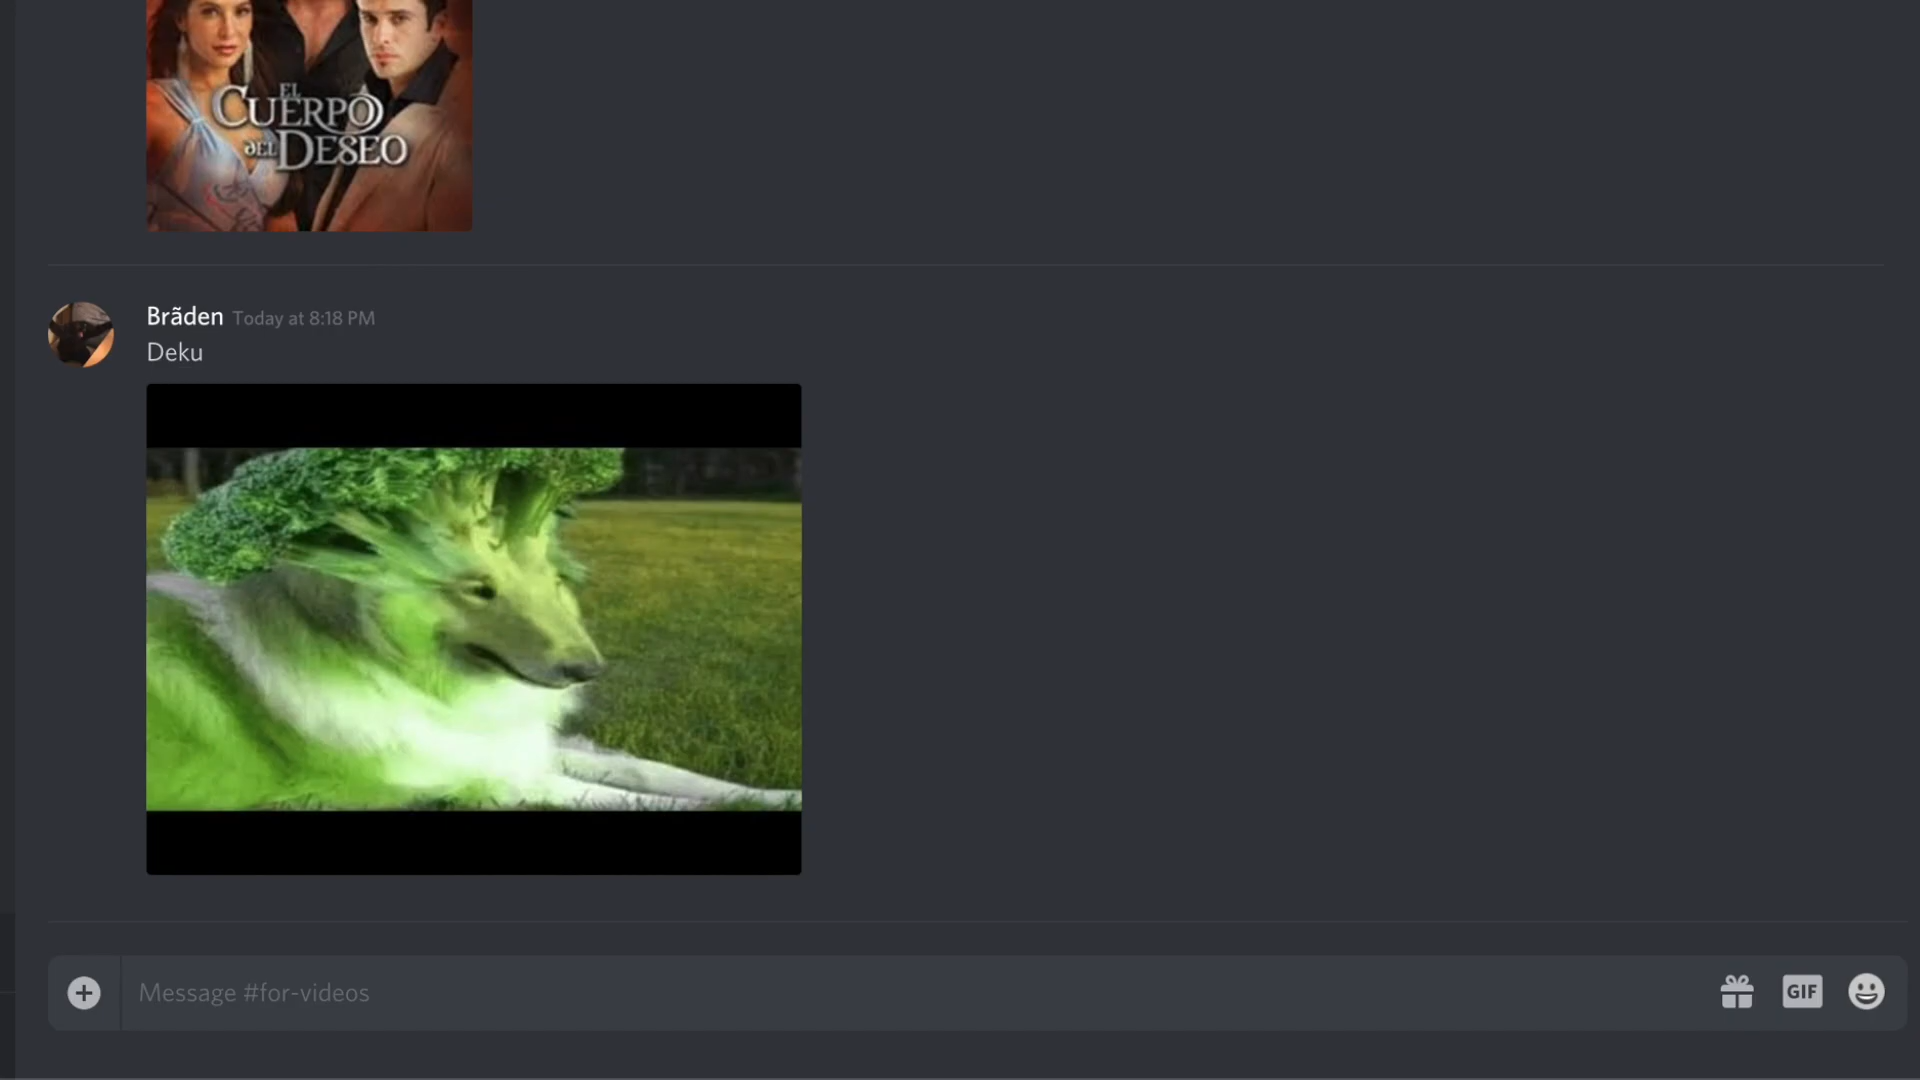 EL
CUERPO
DEL DESEO
Brãden Today at 8:18 PM
Deku
Message #for-videos
GIF